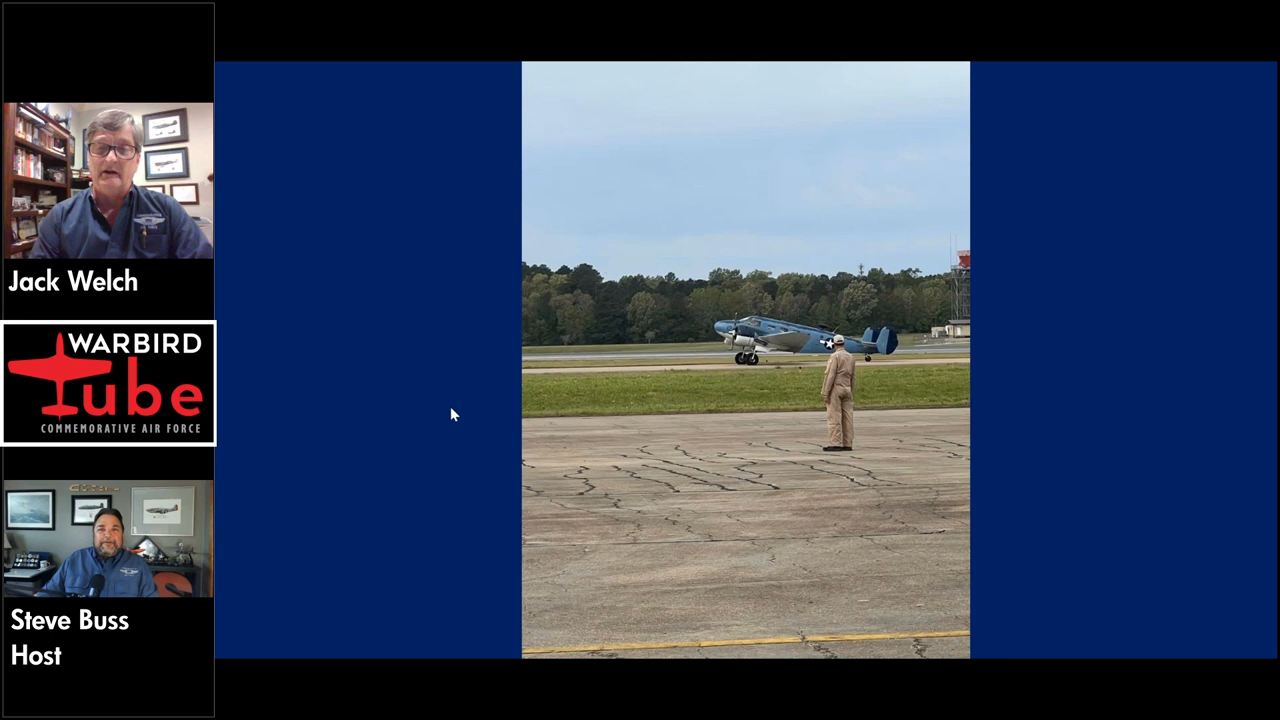 Jack Welch
WARBIRD
Tube
COMMEMORATIVE AIR FORCE
Steve Buss
Host